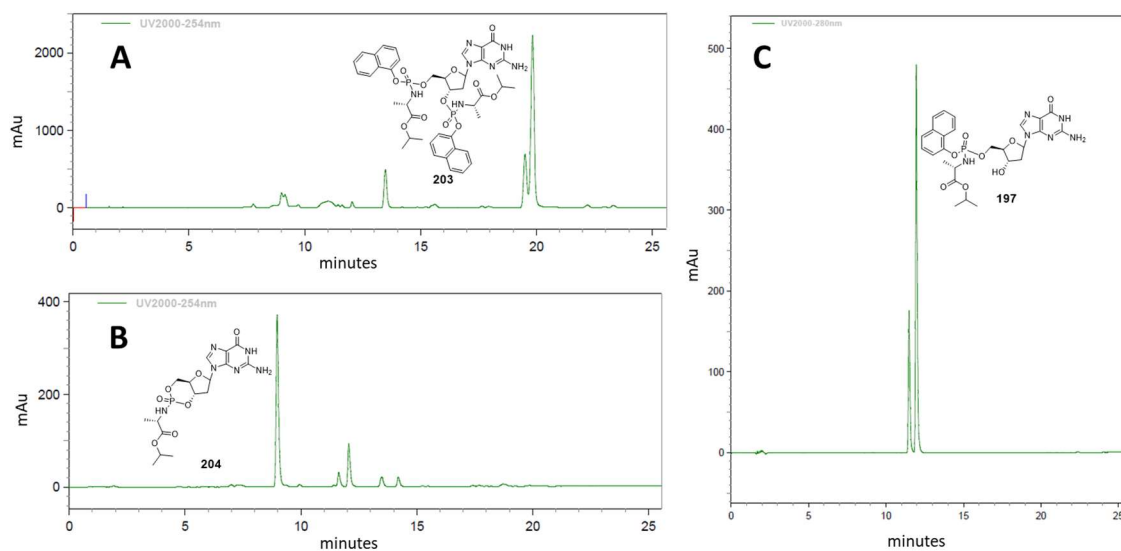 UV2000-254nm
A
2000
1000
0
mAu
0 5 10 15 20 25
minutes
O
N
NH
N
N
NH2
O
O
O
P
O
HN
O
O
O
NH
P
O
O
O
O
203
UV2000-254nm
B
400
200
0
mAu
0 5 10 15 20 25
minutes
O
N
NH
N
N
NH2
O
O
O
P
O
HN
O
O
204
UV2000-280nm
C
500
400
300
200
100
0
mAu
0 5 10 15 20 25
minutes
O
N
NH
N
N
NH2
O
O
P
O
O
NH
HO
O
O
197